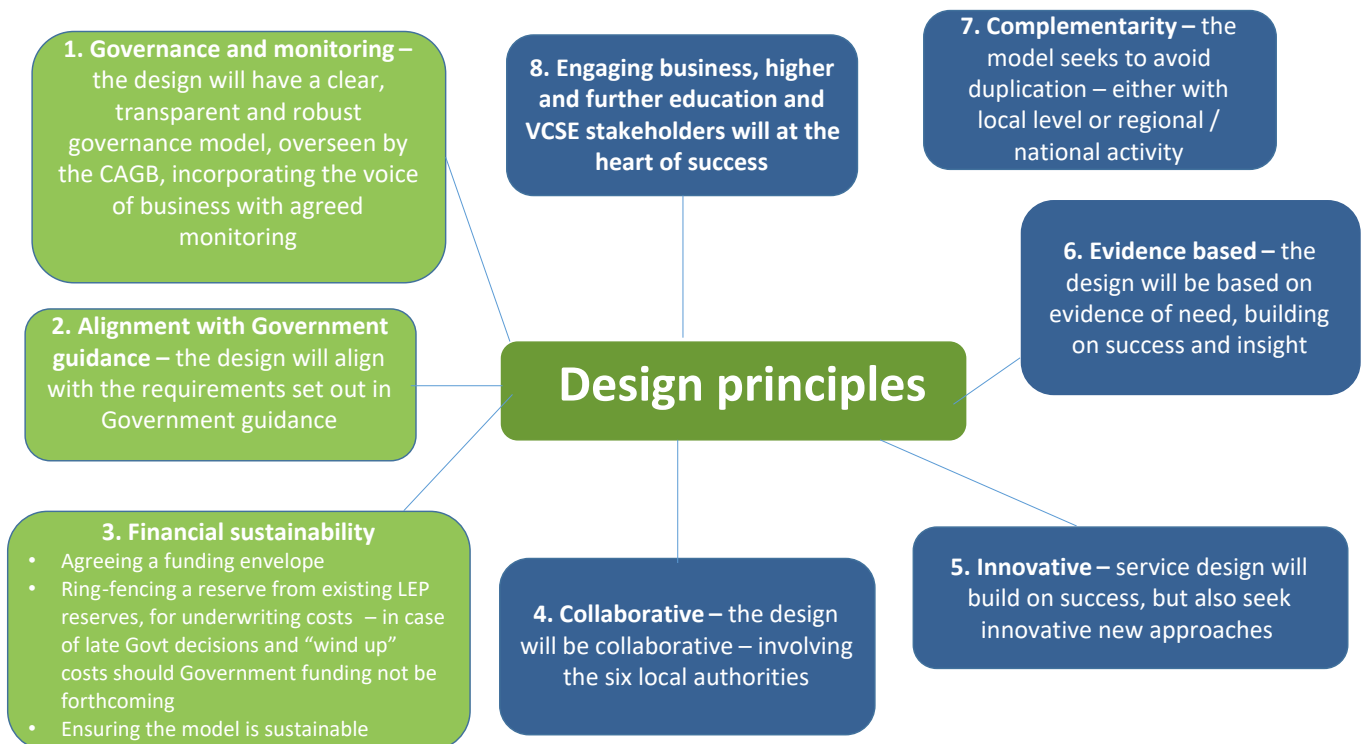 1. Governance and monitoring –
the design will have a clear,
transparent and robust
governance model, overseen by
the CAGB, incorporating the voice
of business with agreed
monitoring
8. Engaging business, higher
and further education and
VCSE stakeholders will at the
heart of success
7. Complementarity – the
model seeks to avoid
duplication – either with
local level or regional /
national activity
2. Alignment with Government
guidance – the design will align
with the requirements set out in
Government guidance
Design principles
6. Evidence based – the
design will be based on
evidence of need, building
on success and insight
3. Financial sustainability
• Agreeing a funding envelope
• Ring-fencing a reserve from existing LEP
reserves, for underwriting costs – in case
of late Govt decisions and “wind up”
costs should Government funding not be
forthcoming
• Ensuring the model is sustainable
4. Collaborative – the design
will be collaborative – involving
the six local authorities
5. Innovative – service design will
build on success, but also seek
innovative new approaches